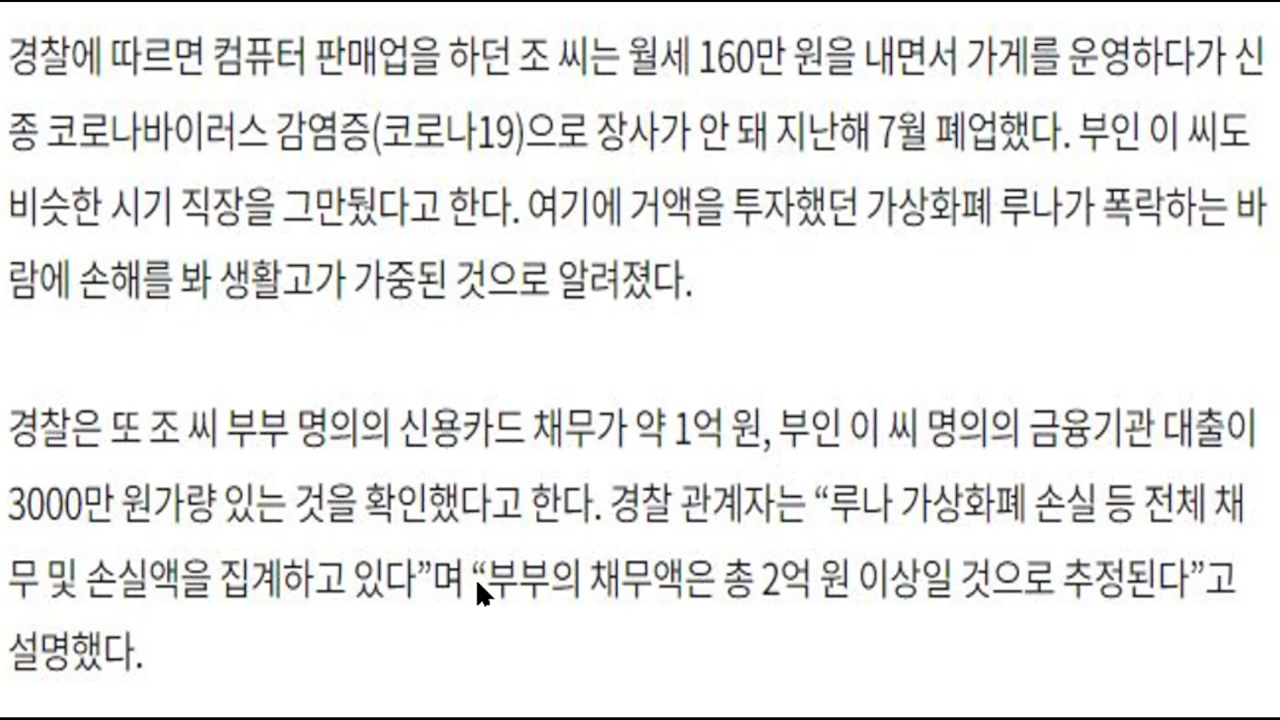 경찰에 따르면 컴퓨터 판매업을 하던 조 씨는 월세 160만 원을 내면서 가게를 운영하다가 신
종 코로나바이러스 감염증(코로나19)으로 장사가 안 돼 지난해 7월 폐업했다. 부인 이 씨도
비슷한 시기 직장을 그만뒀다고 한다. 여기에 거액을 투자했던 가상화폐 루나가 폭락하는 바
람에 손해를 봐 생활고가 가중된 것으로 알려졌다.
경찰은 또 조 씨 부부 명의의 신용카드 채무가 약 1억 원, 부인 이 씨 명의의 금융기관 대출이
3000만 원가량 있는 것을 확인했다고 한다. 경찰 관계자는 “루나 가상화폐 손실 등 전체 채
무 및 손실액을 집계하고 있다”며 “부부의 채무액은 총 2억 원 이상일 것으로 추정된다”고
설명했다.